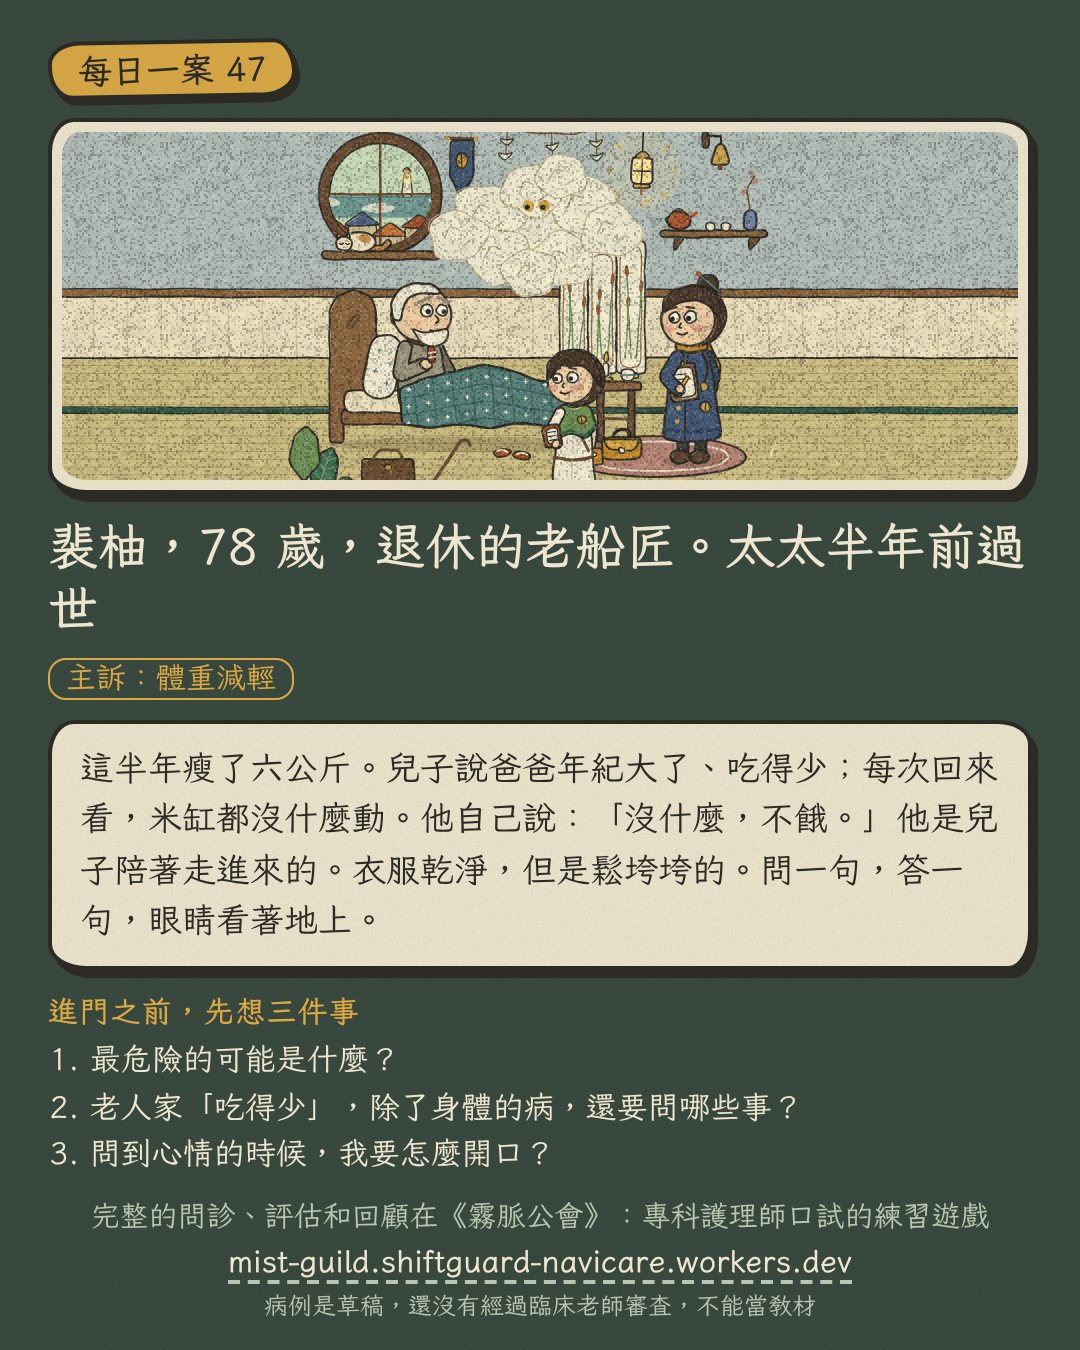 每日一案 47
裴柚，78 歲，退休的老船匠。太太半年前過
世
主訴：體重減輕
這半年瘦了六公斤。兒子說爸爸年紀大了、吃得少；每次回來
看，米缸都沒什麼動。他自己說：「沒什麼，不餓。」他是兒
子陪著走進來的。衣服乾淨，但是鬆垮垮的。問一句，答一
句，眼睛看著地上。
進門之前，先想三件事
1. 最危險的可能是什麼？
2. 老人家「吃得少」，除了身體的病，還要問哪些事？
3. 問到心情的時候，我要怎麼開口？
完整的問診、評估和回顧在《霧脈公會》：專科護理師口試的練習遊戲
mist-guild.shiftguard-navicare.workers.dev
病例是草稿，還沒有經過臨床老師審查，不能當教材